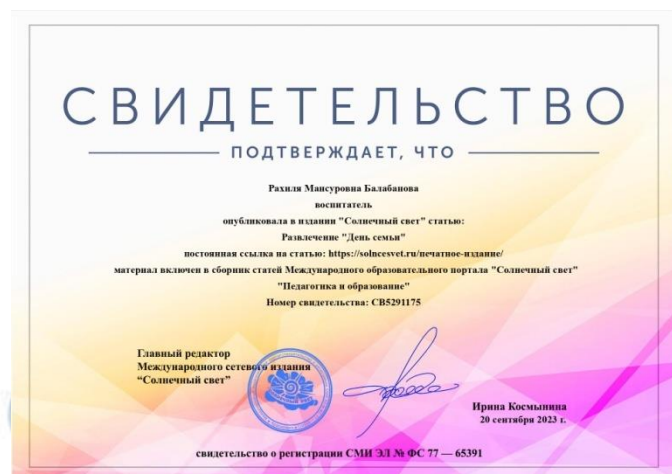 СВИДЕТЕЛЬСТВО
ПОДТВЕРЖДАЕТ, ЧТО
Рахиля Мансуровна Балабанова
воспитатель
опубликовала в издании "Солнечный свет" статью:
Развлечение "День семьи"
постоянная ссылка на статью: https://solncesvet.ru/печатное-издание/
материал включен в сборник статей Международного образовательного портала "Солнечный свет"
"Педагогика и образование"
Номер свидетельства: СВ5291175
Главный редактор
Международного сетевого издания
“Солнечный свет”
Ирина Космынина
20 сентября 2023 г.
свидетельство о регистрации СМИ ЭЛ № ФС 77 — 65391